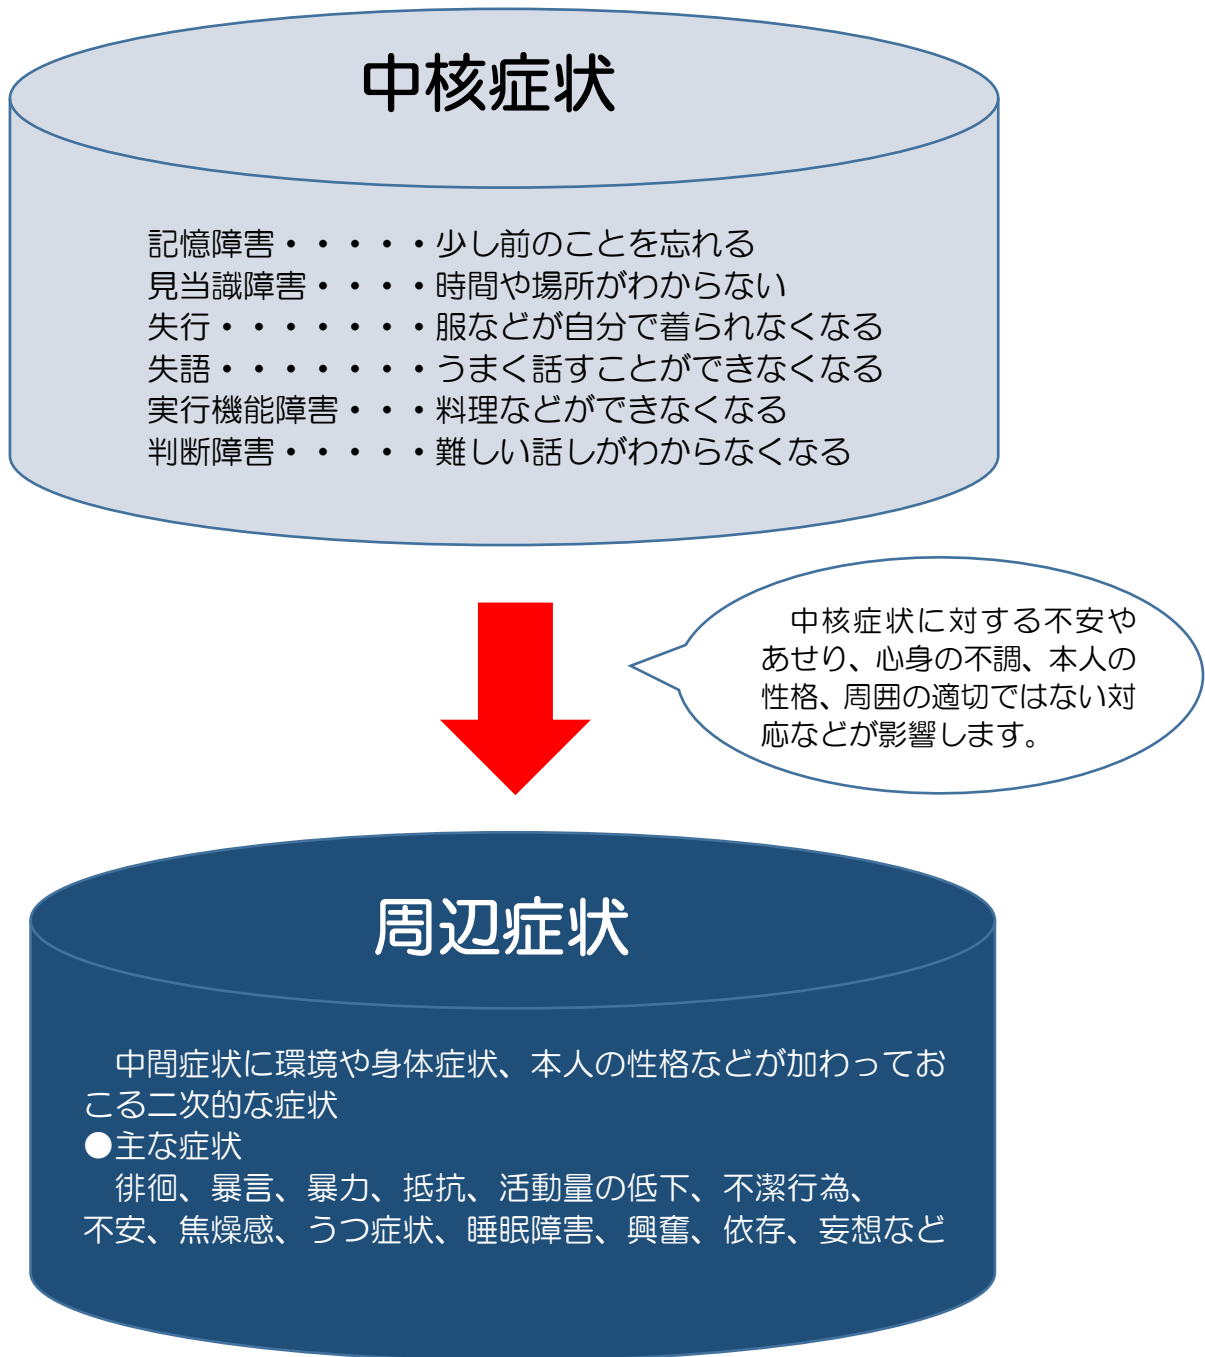 中核症状
記憶障害・・・・・少し前のことを忘れる
見当識障害・・・・時間や場所がわからない
失行・・・・・・・服などが自分で着られなくなる
失語・・・・・・・うまく話すことができなくなる
実行機能障害・・・料理などができなくなる
判断障害・・・・・難しい話しがわからなくなる
中核症状に対する不安や
あせり、心身の不調、本人の
性格、周囲の適切ではない対
応などが影響します。
周辺症状
中間症状に環境や身体症状、本人の性格などが加わってお
こる二次的な症状
●主な症状
徘徊、暴言、暴力、抵抗、活動量の低下、不潔行為、
不安、焦燥感、うつ症状、睡眠障害、興奮、依存、妄想など